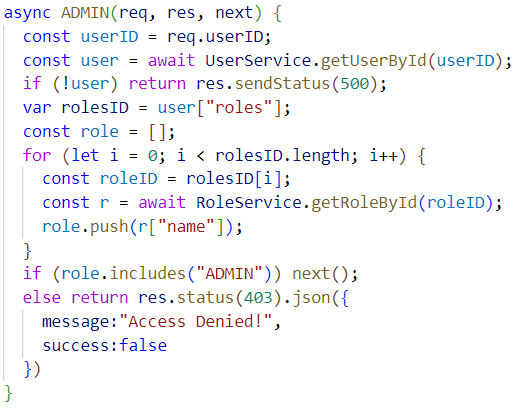 async ADMIN(req, res, next) {
  const userID = req.userID;
  const user = await UserService.getUserById(userID);
  if (!user) return res.sendStatus(500);
  var rolesID = user["roles"];
  const role = [];
  for (let i = 0; i < rolesID.length; i++) {
    const roleID = rolesID[i];
    const r = await RoleService.getRoleById(roleID);
    role.push(r["name"]);
  }
  if (role.includes("ADMIN")) next();
  else return res.status(403).json({
    message:"Access Denied!",
    success:false
  })
}